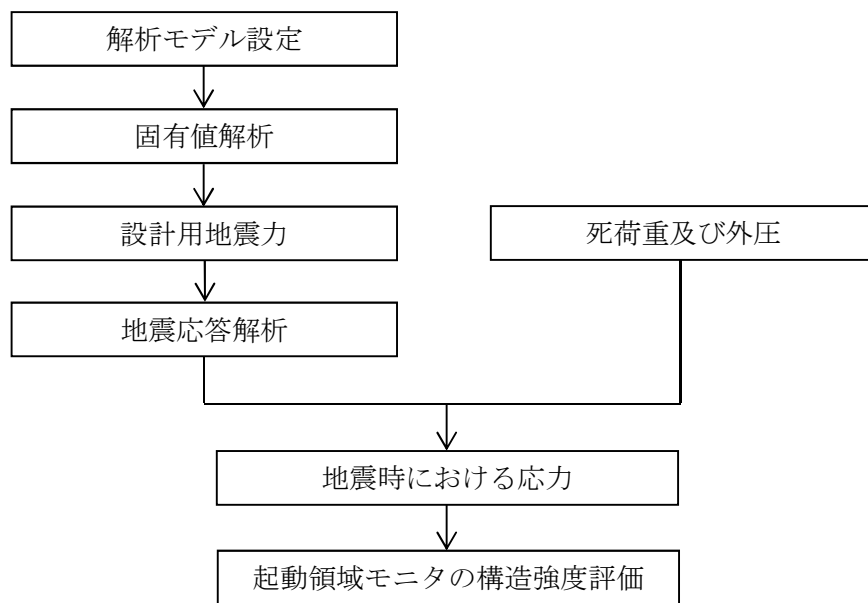 解析モデル設定
固有値解析
設計用地震力
死荷重及び外圧
地震応答解析
地震時における応力
起動領域モニタの構造強度評価